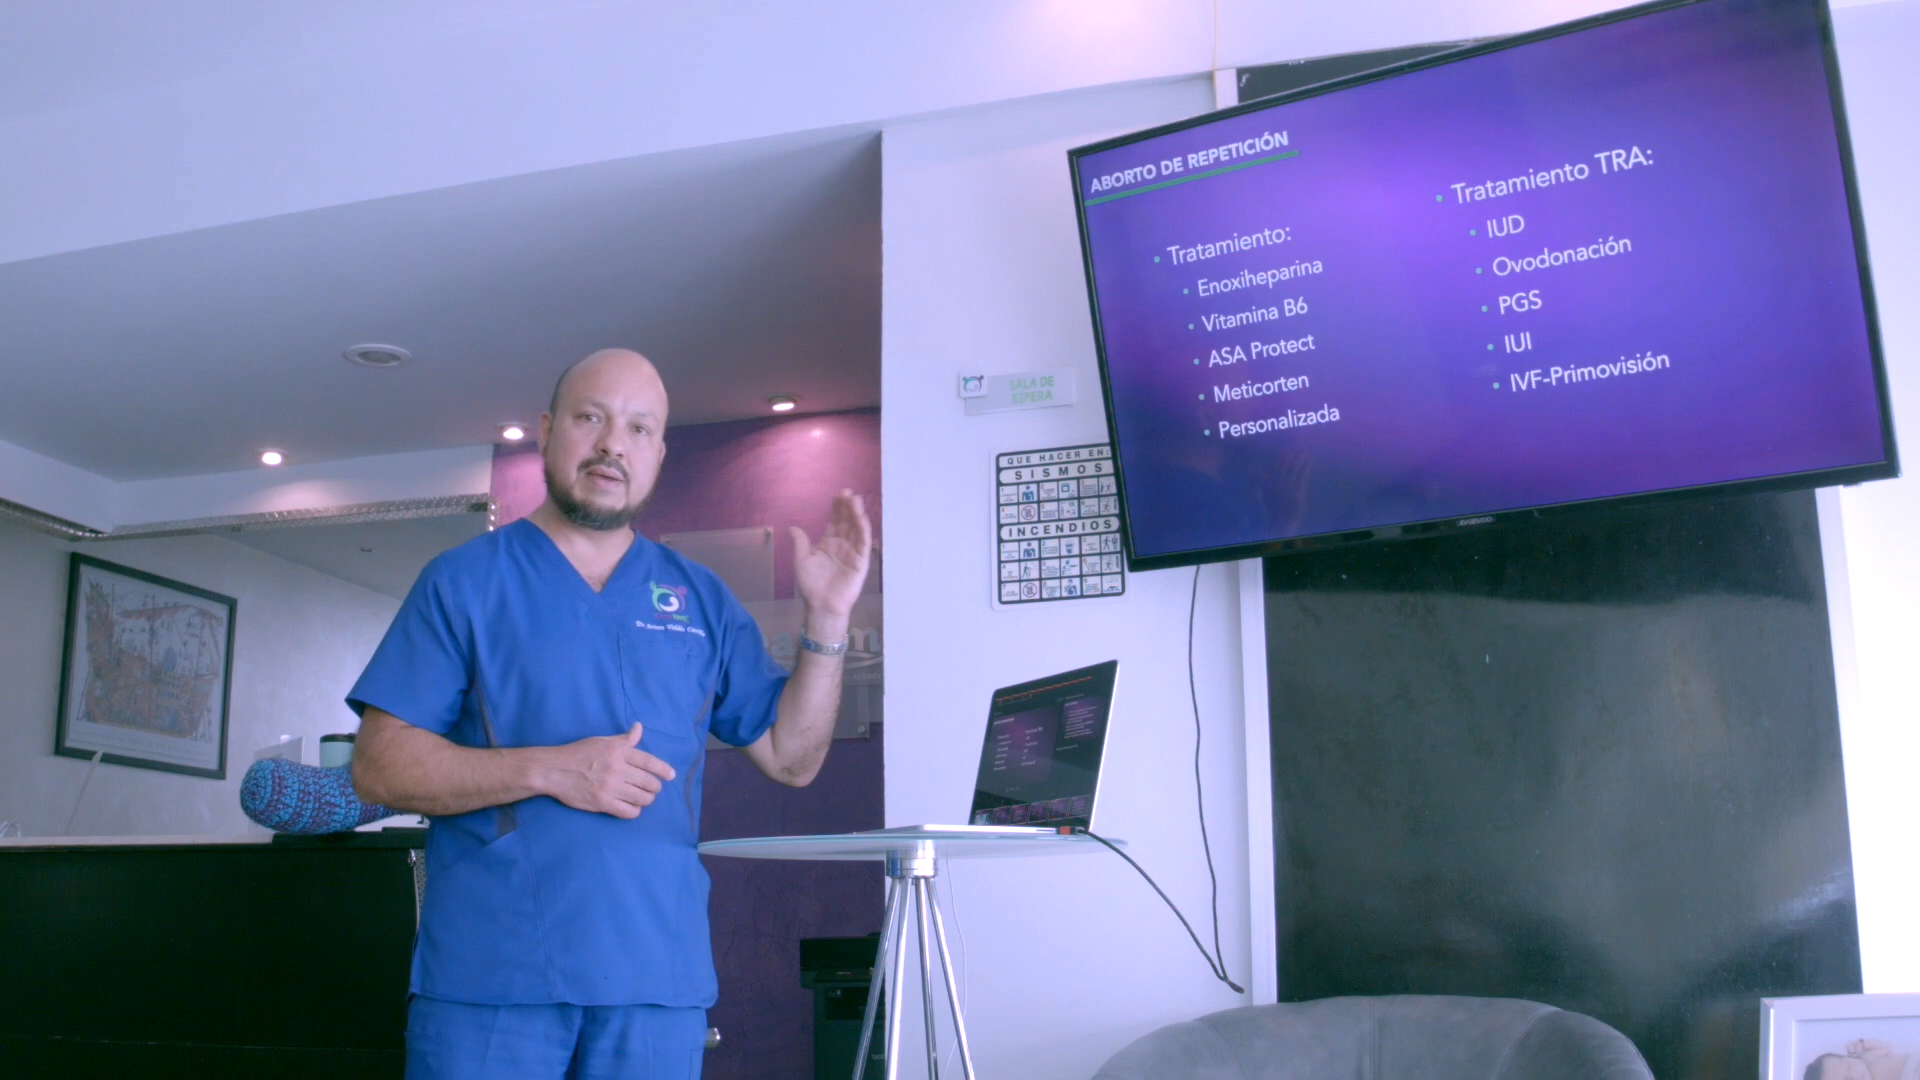 ABORTO DE REPETICIÓN
Tratamiento:
Enoxiheparina
Vitamina B6
ASA Protect
Meticorten
Personalizada
Tratamiento TRA:
IUD
Ovodonación
PGS
IUI
IVF-Primovisión
DAEWOO
SALA DE
ESPERA
QUE HACER EN:
SISMOS
INCENDIOS